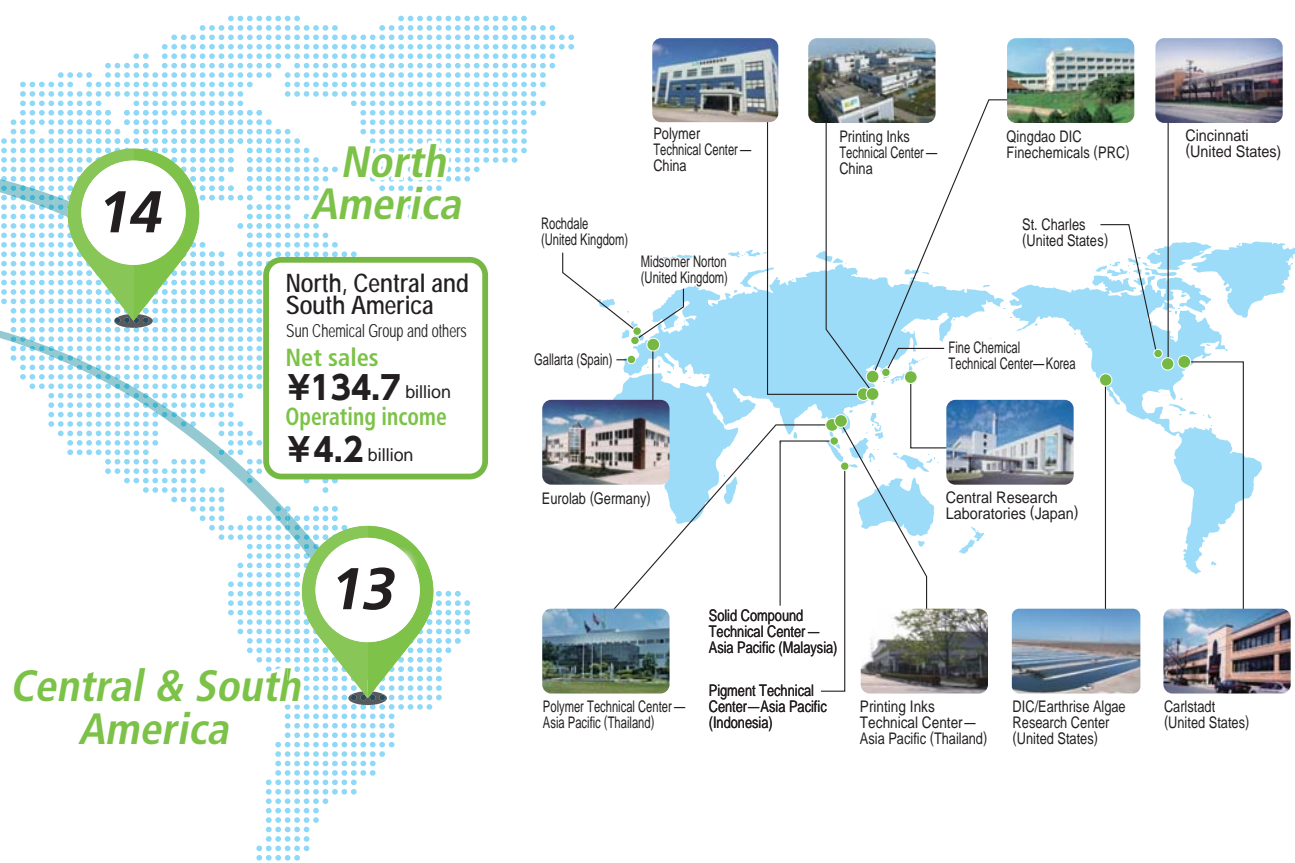 14
North
America
North, Central and
South America
Sun Chemical Group and others
Net sales
¥134.7 billion
Operating income
¥4.2 billion
13
Central & South
America
Polymer
Technical Center—
China
Printing Inks
Technical Center—
China
Qingdao DIC
Finechemicals (PRC)
Cincinnati
(United States)
Rochdale
(United Kingdom)
Midsomer Norton
(United Kingdom)
St. Charles
(United States)
Gallarta (Spain)
Fine Chemical
Technical Center—Korea
Eurolab (Germany)
Central Research
Laboratories (Japan)
Polymer Technical Center—
Asia Pacific (Thailand)
Solid Compound
Technical Center—
Asia Pacific (Malaysia)
Pigment Technical
Center—Asia Pacific
(Indonesia)
Printing Inks
Technical Center—
Asia Pacific (Thailand)
DIC/Earthrise Algae
Research Center
(United States)
Carlstadt
(United States)